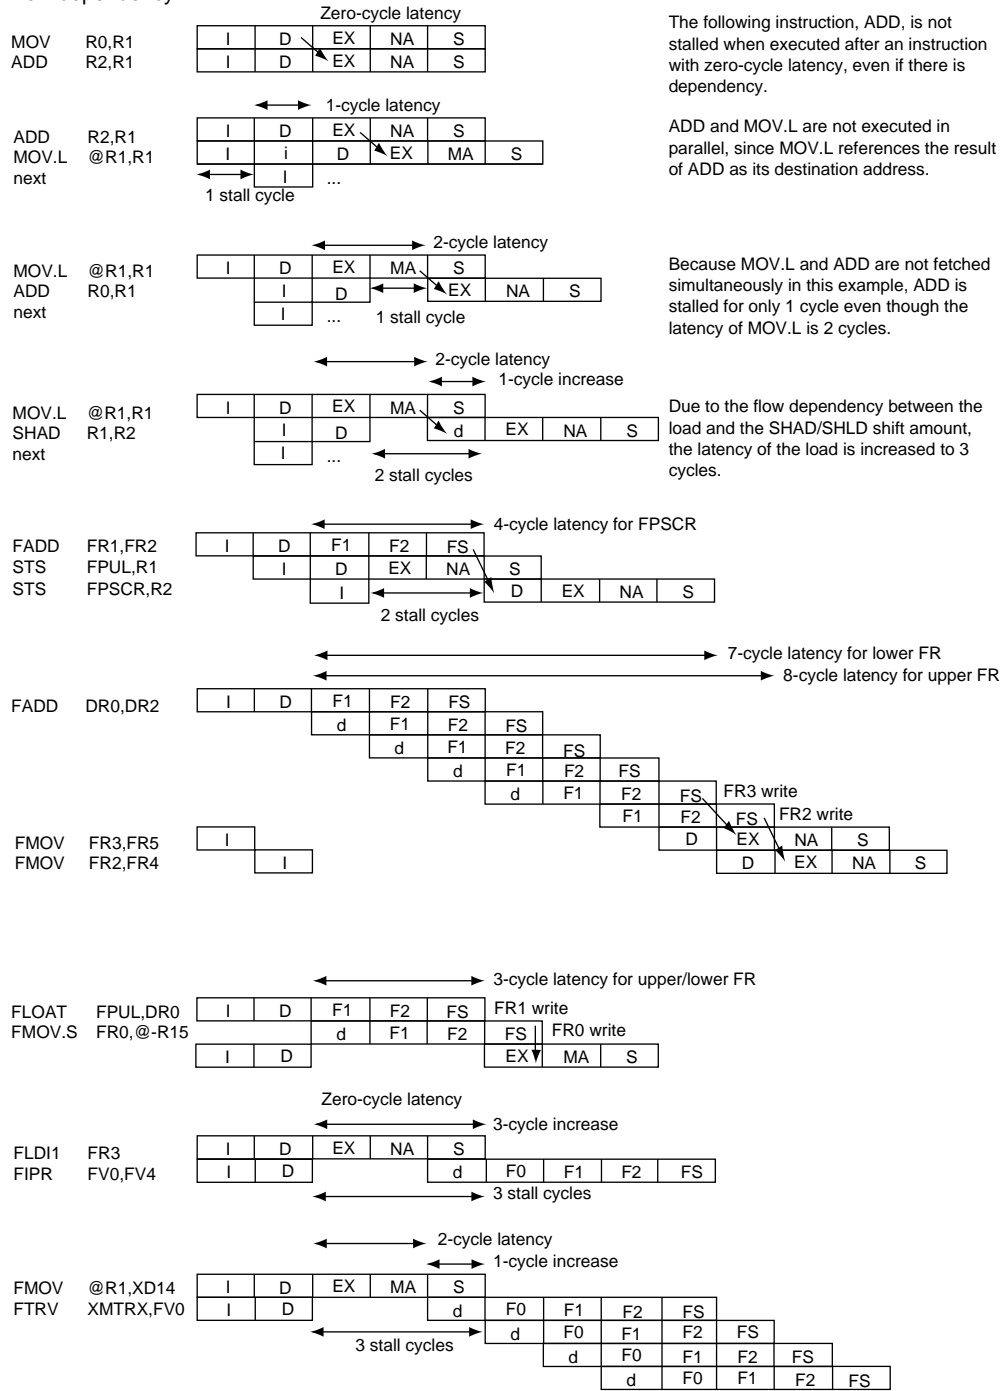 Zero-cycle latency
MOV R0,R1 I D EX NA S
ADD R2,R1 I D EX NA S
The following instruction, ADD, is not
stalled when executed after an instruction
with zero-cycle latency, even if there is
dependency.
1-cycle latency
ADD R2,R1 I D EX NA S
MOV.L @R1,R1 I i D EX MA S
next I ...
1 stall cycle
ADD and MOV.L are not executed in
parallel, since MOV.L references the result
of ADD as its destination address.
2-cycle latency
MOV.L @R1,R1 I D EX MA S
ADD R0,R1 I D EX NA S
next I ... 1 stall cycle
Because MOV.L and ADD are not fetched
simultaneously in this example, ADD is
stalled for only 1 cycle even though the
latency of MOV.L is 2 cycles.
2-cycle latency
1-cycle increase
MOV.L @R1,R1 I D EX MA S
SHAD R1,R2 I D d EX NA S
next I ...
2 stall cycles
Due to the flow dependency between the
load and the SHAD/SHLD shift amount,
the latency of the load is increased to 3
cycles.
4-cycle latency for FPSCR
FADD FR1,FR2 I D F1 F2 FS
STS FPUL,R1 I D EX NA S
STS FPSCR,R2 I D EX NA S
2 stall cycles
7-cycle latency for lower FR
8-cycle latency for upper FR
FADD DR0,DR2 I D F1 F2 FS
d F1 F2 FS
d F1 F2 FS
d F1 F2 FS
d F1 F2 FS FR3 write
F1 F2 FS FR2 write
FMOV FR3,FR5 I D EX NA S
FMOV FR2,FR4 I D EX NA S
3-cycle latency for upper/lower FR
FLOAT FPUL,DR0 I D F1 F2 FS FR1 write
FMOV.S FR0,@-R15 d F1 F2 FS FR0 write
I D EX MA S
Zero-cycle latency
3-cycle increase
FLDI1 FR3 I D EX NA S
FIPR FV0,FV4 I D d F0 F1 F2 FS
3 stall cycles
2-cycle latency
1-cycle increase
FMOV @R1,XD14 I D EX MA S
FTRV XMTRX,FV0 I D d F0 F1 F2 FS
3 stall cycles d F0 F1 F2 FS
d F0 F1 F2 FS
d F0 F1 F2 FS